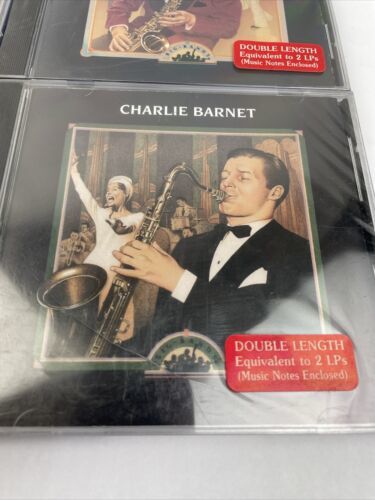 DOUBLE LENGTH
Equivalent to 2 LPs
(Music Notes Enclosed)
CHARLIE BARNET
DOUBLE LENGTH
Equivalent to 2 LPs
(Music Notes Enclosed)